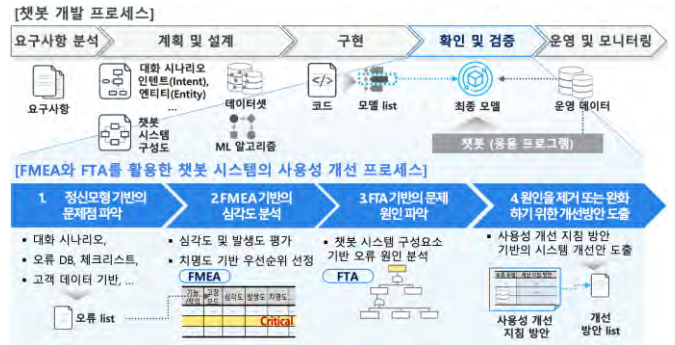 [챗봇 개발 프로세스]
요구사항 분석
계획 및 설계
구현
확인 및 검증
운영 및 모니터링
요구사항
대화 시나리오
인텐트(Intent),
엔티티(Entity)
...
챗봇
시스템
구성도
데이터셋
ML 알고리즘
</>
코드
모델 list
최종 모델
운영 데이터
챗봇 (응용 프로그램)
[FMEA와 FTA를 활용한 챗봇 시스템의 사용성 개선 프로세스]
1. 정신모형 기반의
문제점 파악
2.FMEA 기반의
심각도 분석
3.FTA 기반의 문제
원인 파악
4.원인을 제거 또는 완화
하기 위한 개선방안 도출
▪ 대화 시나리오,
▪ 오류 DB, 체크리스트,
▪ 고객 데이터 기반, ...
오류 list
▪ 심각도 및 발생도 평가
▪ 치명도 기반 우선순위 선정
FMEA
심각도 발생도 치명도
Critical
▪ 챗봇 시스템 구성요소
기반 오류 원인 분석
FTA
▪ 사용성 개선 지침 방안
기반의 시스템 개선안 도출
사용성 개선
지침 방안
개선
방안 list